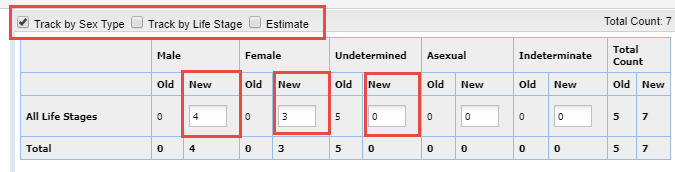 Track by Sex Type Track by Life Stage Estimate Total Count: 7
Male Female Undetermined Asexual Indeterminate Total Count
Old New Old New Old New Old New Old New Old New
All Life Stages 0 4 0 3 5 0 0 0 0 0 5 7
Total 0 4 0 3 5 0 0 0 0 0 5 7